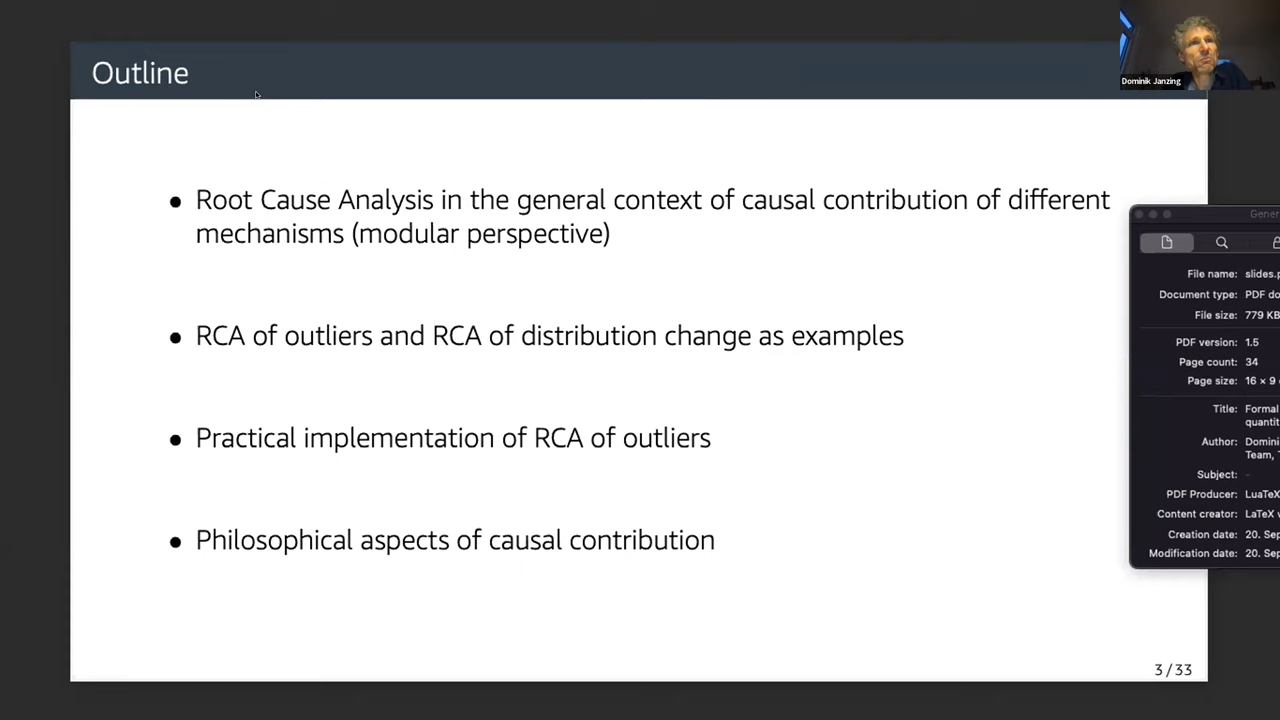 Outline
Dominik Janzing
● Root Cause Analysis in the general context of causal contribution of different
mechanisms (modular perspective)
● RCA of outliers and RCA of distribution change as examples
● Practical implementation of RCA of outliers
● Philosophical aspects of causal contribution
3 / 33
Gener
File name: slides.p
Document type: PDF do
File size: 779 KB
PDF version: 1.5
Page count: 34
Page size: 16 × 9
Title: Formal
quantit
Author: Domini
Team, T
Subject: –
PDF Producer: LuaTeX
Content creator: LaTeX
Creation date: 20. Sep
Modification date: 20. Sep